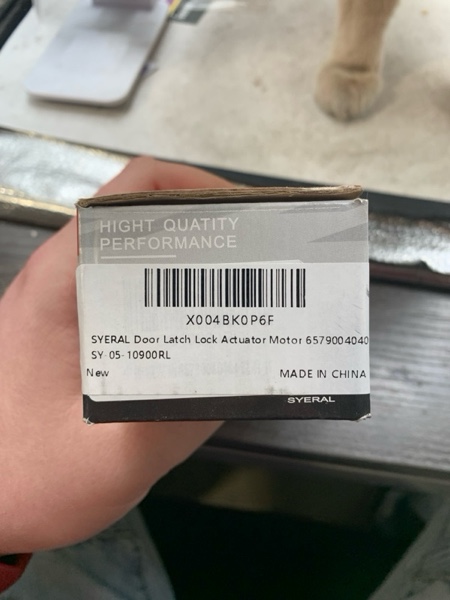 HIGHT QUATITY
PERFORMANCE
X004BK0P6F
SYERAL Door Latch Lock Actuator Motor 6579004040
SY-05-10900RL
New
MADE IN CHINA
SYERAL